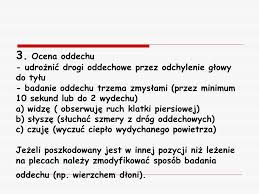 3. Ocena oddechu
- udrożnić drogi oddechowe przez odchylenie głowy
do tyłu
- badanie oddechu trzema zmysłami (przez minimum
10 sekund lub do 2 wydechu)
a) widzę ( obserwuję ruch klatki piersiowej)
b) słyszę (słuchać szmery z dróg oddechowych)
c) czuję (wyczuć ciepło wydychanego powietrza)
Jeżeli poszkodowany jest w innej pozycji niż leżenie
na plecach należy zmodyfikować sposób badania
oddechu (np. wierzchem dłoni).